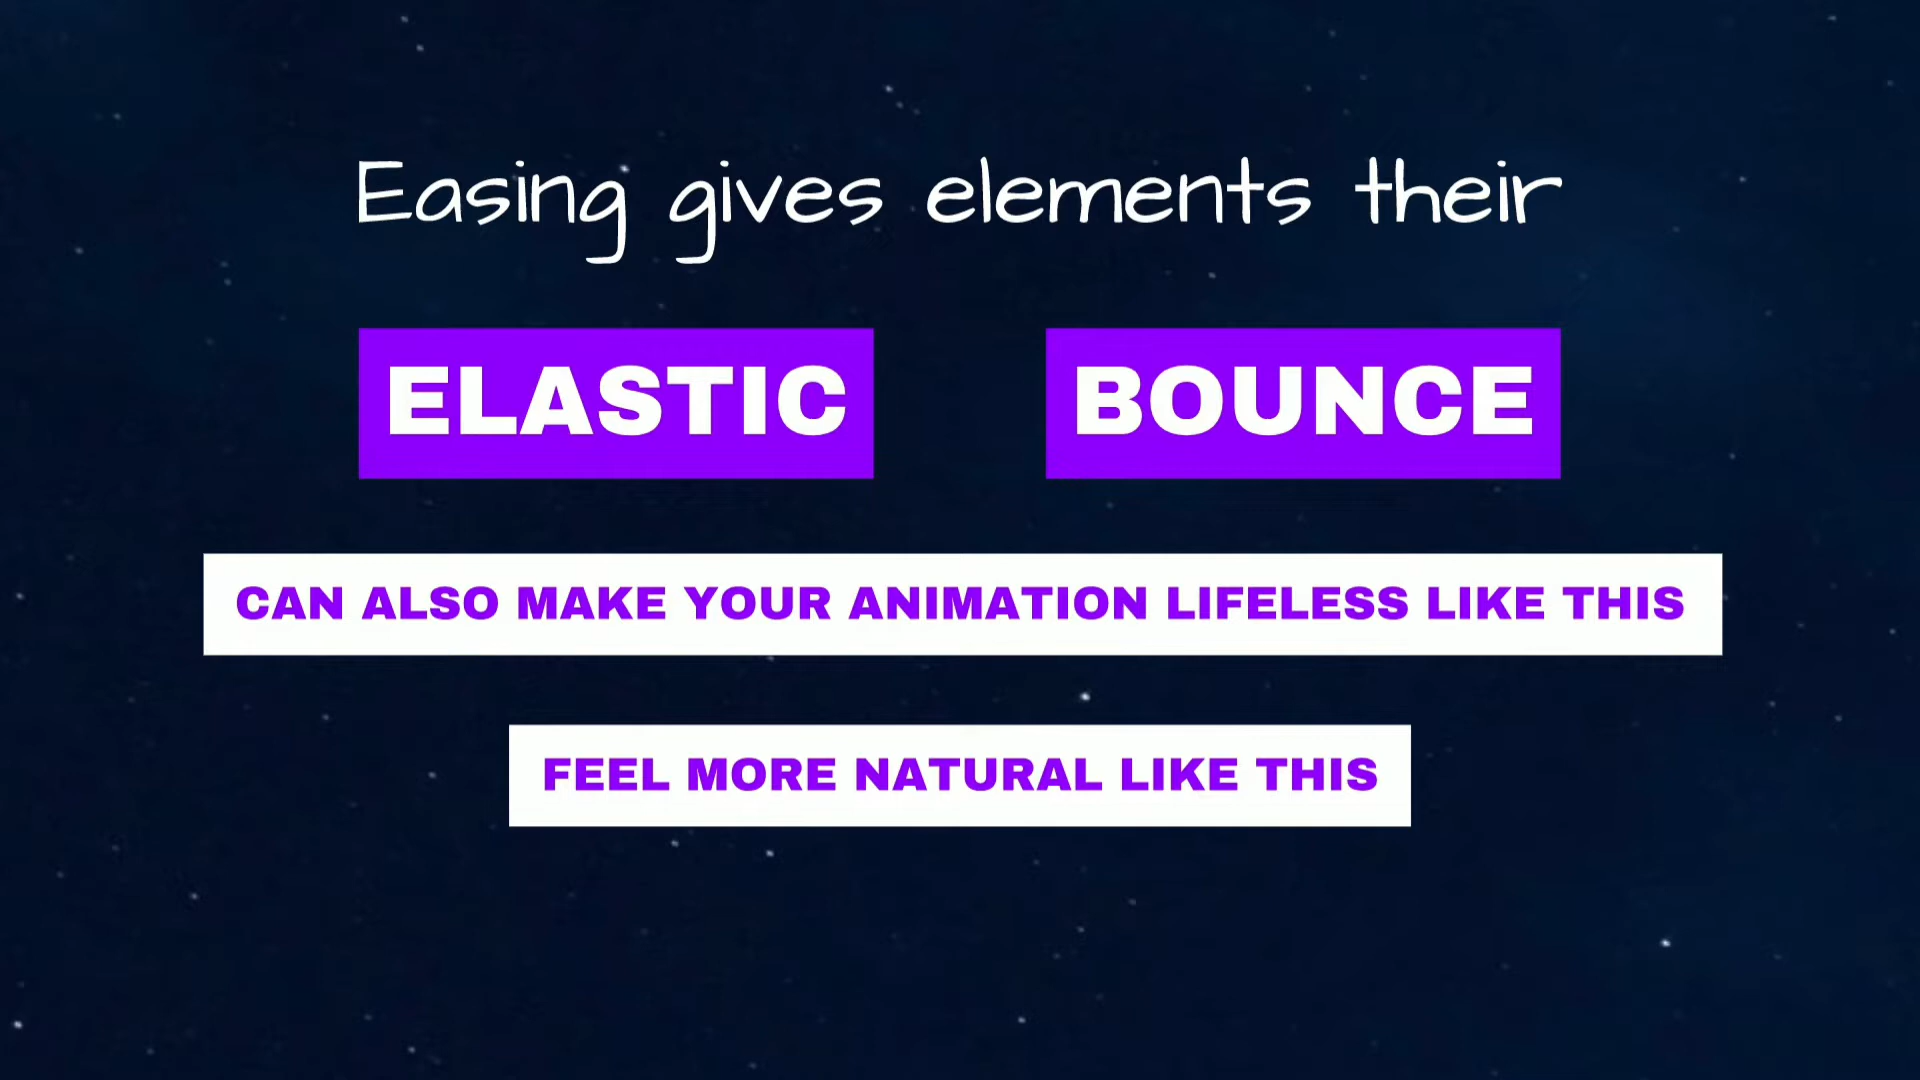 Easing gives elements their
ELASTIC BOUNCE
CAN ALSO MAKE YOUR ANIMATION LIFELESS LIKE THIS
FEEL MORE NATURAL LIKE THIS